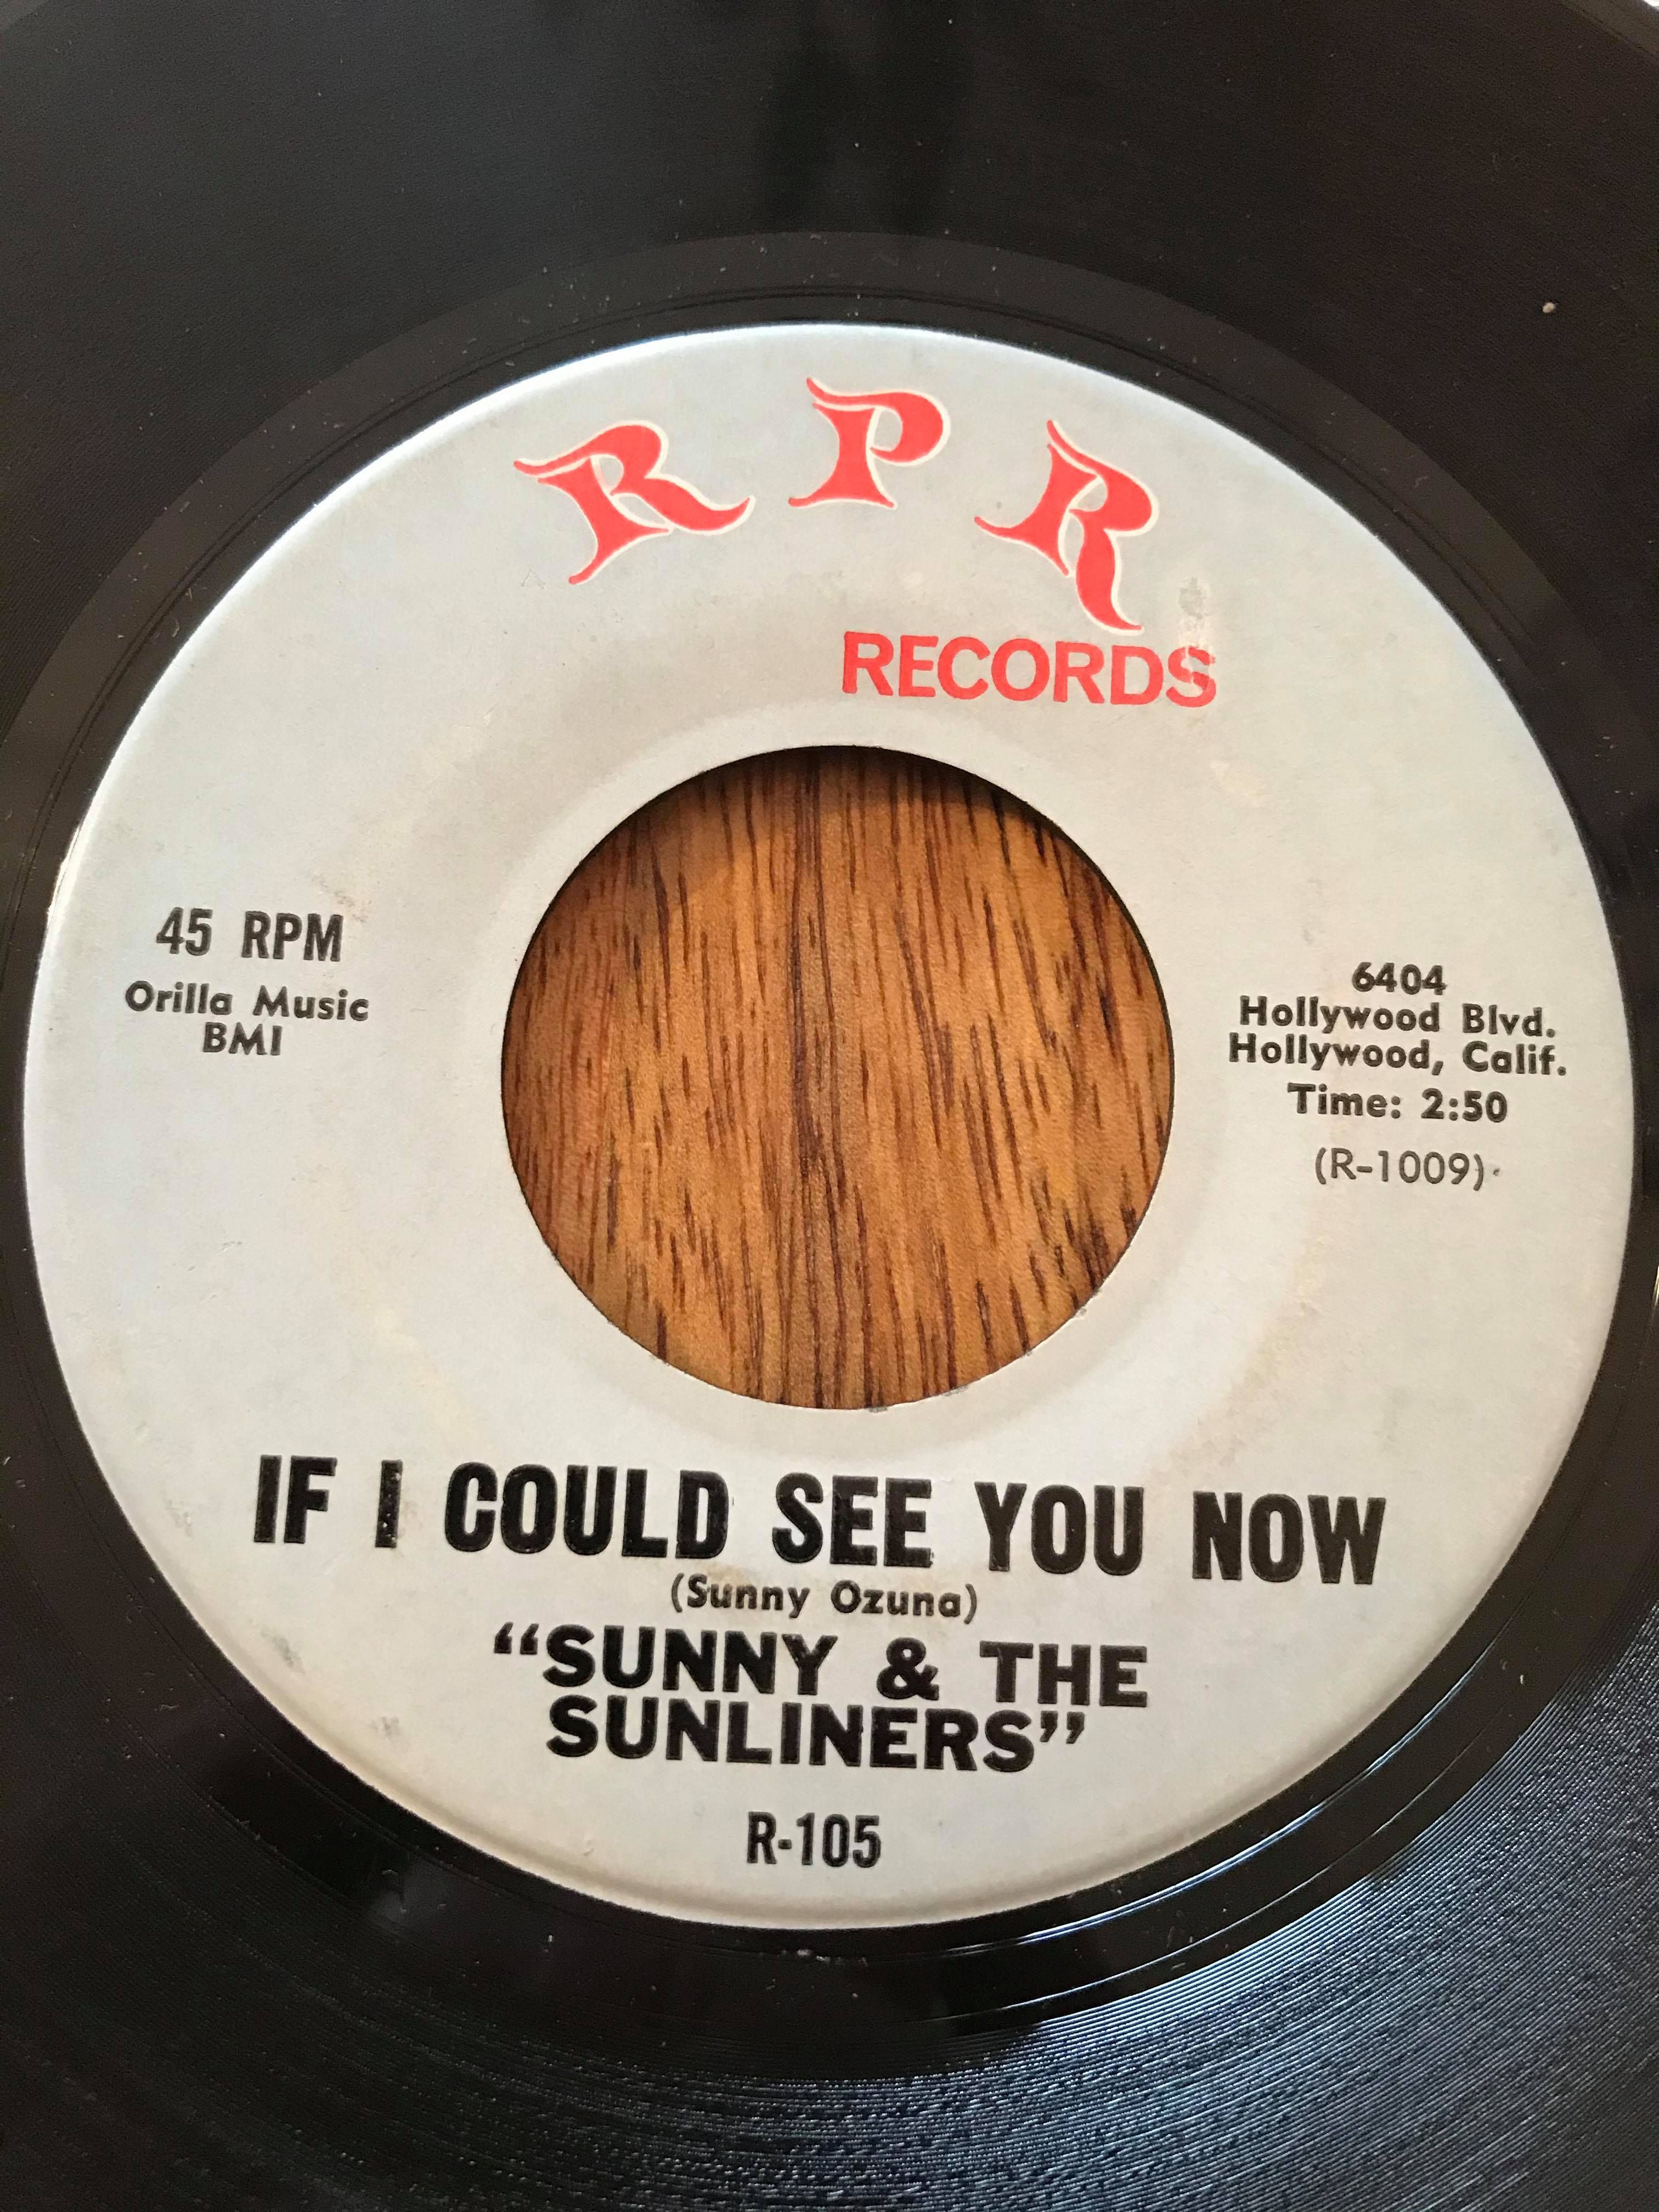 R P R
RECORDS
45 RPM
Orilla Music
BMI
6404
Hollywood Blvd.
Hollywood, Calif.
Time: 2:50
(R-1009)
IF I COULD SEE YOU NOW
(Sunny Ozuna)
“SUNNY & THE
SUNLINERS”
R-105